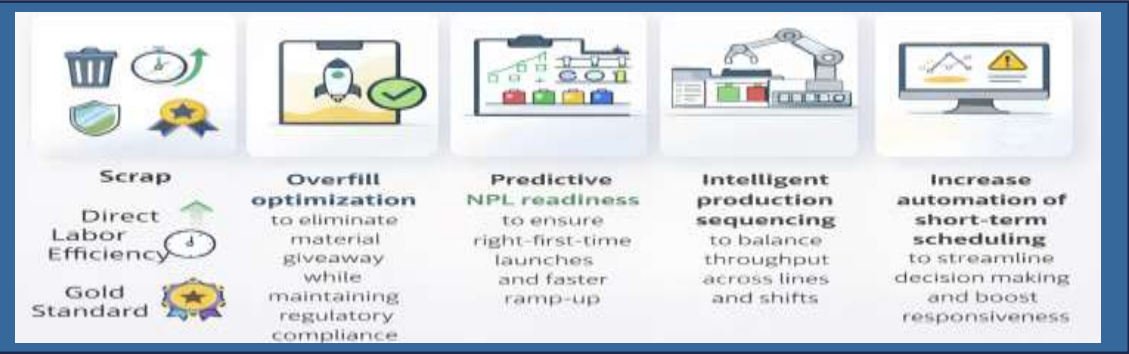 Scrap
Direct
Labor
Efficiency
Gold
Standard
Overfill
optimization
to eliminate
material
giveaway
while
maintaining
regulatory
compliance
Predictive
NPL readiness
to ensure
right-first-time
launches
and faster
ramp-up
Intelligent
production
sequencing
to balance
throughput
across lines
and shifts
Increase
automation of
short-term
scheduling
to streamline
decision making
and boost
responsiveness